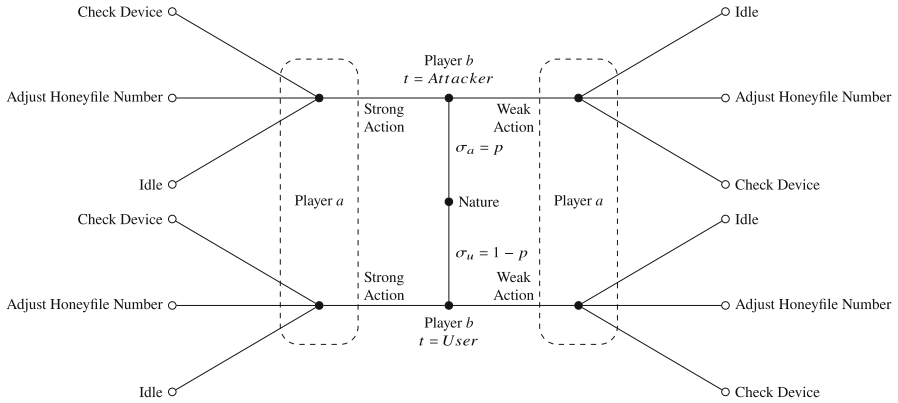 Check Device
Idle
Player b
t = Attacker
Adjust Honeyfile Number
Adjust Honeyfile Number
Strong
Action
Weak
Action
σa = p
Idle
Check Device
Player a
Nature
Player a
Check Device
Idle
σu = 1 − p
Strong
Action
Weak
Action
Adjust Honeyfile Number
Adjust Honeyfile Number
Player b
t = User
Idle
Check Device